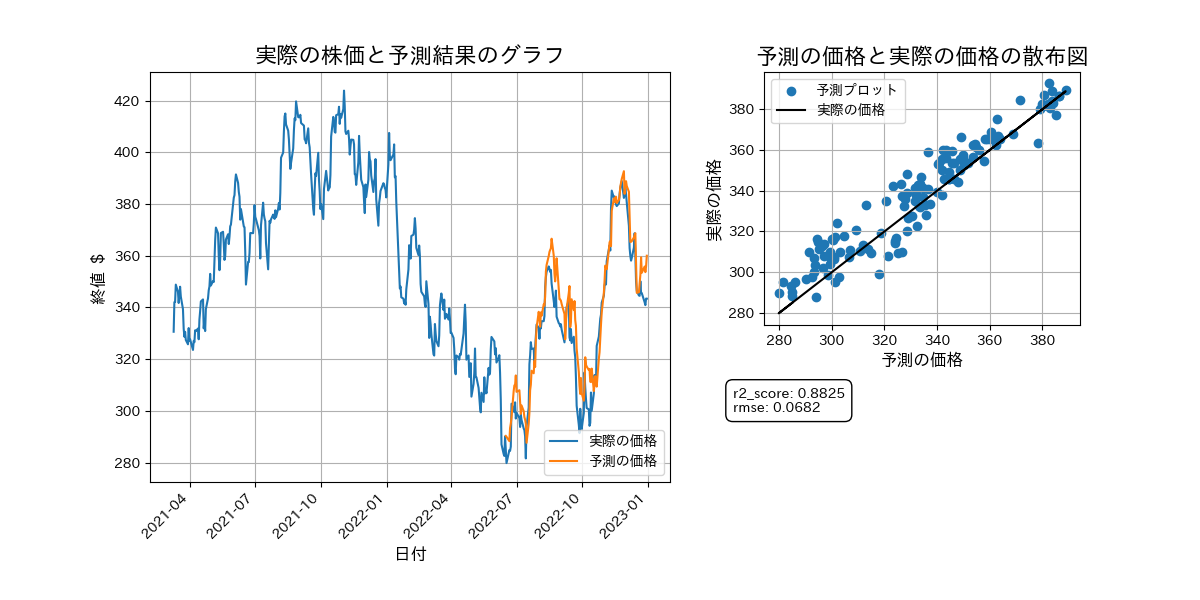 実際の株価と予測結果のグラフ
420
400
380
360
340
320
300
280
終値 $
2021-04
2021-07
2021-10
2022-01
2022-04
2022-07
2022-10
2023-01
日付
実際の価格
予測の価格
予測の価格と実際の価格の散布図
予測プロット
実際の価格
380
360
340
320
300
280
実際の価格
280
300
320
340
360
380
予測の価格
r2_score: 0.8825
rmse: 0.0682